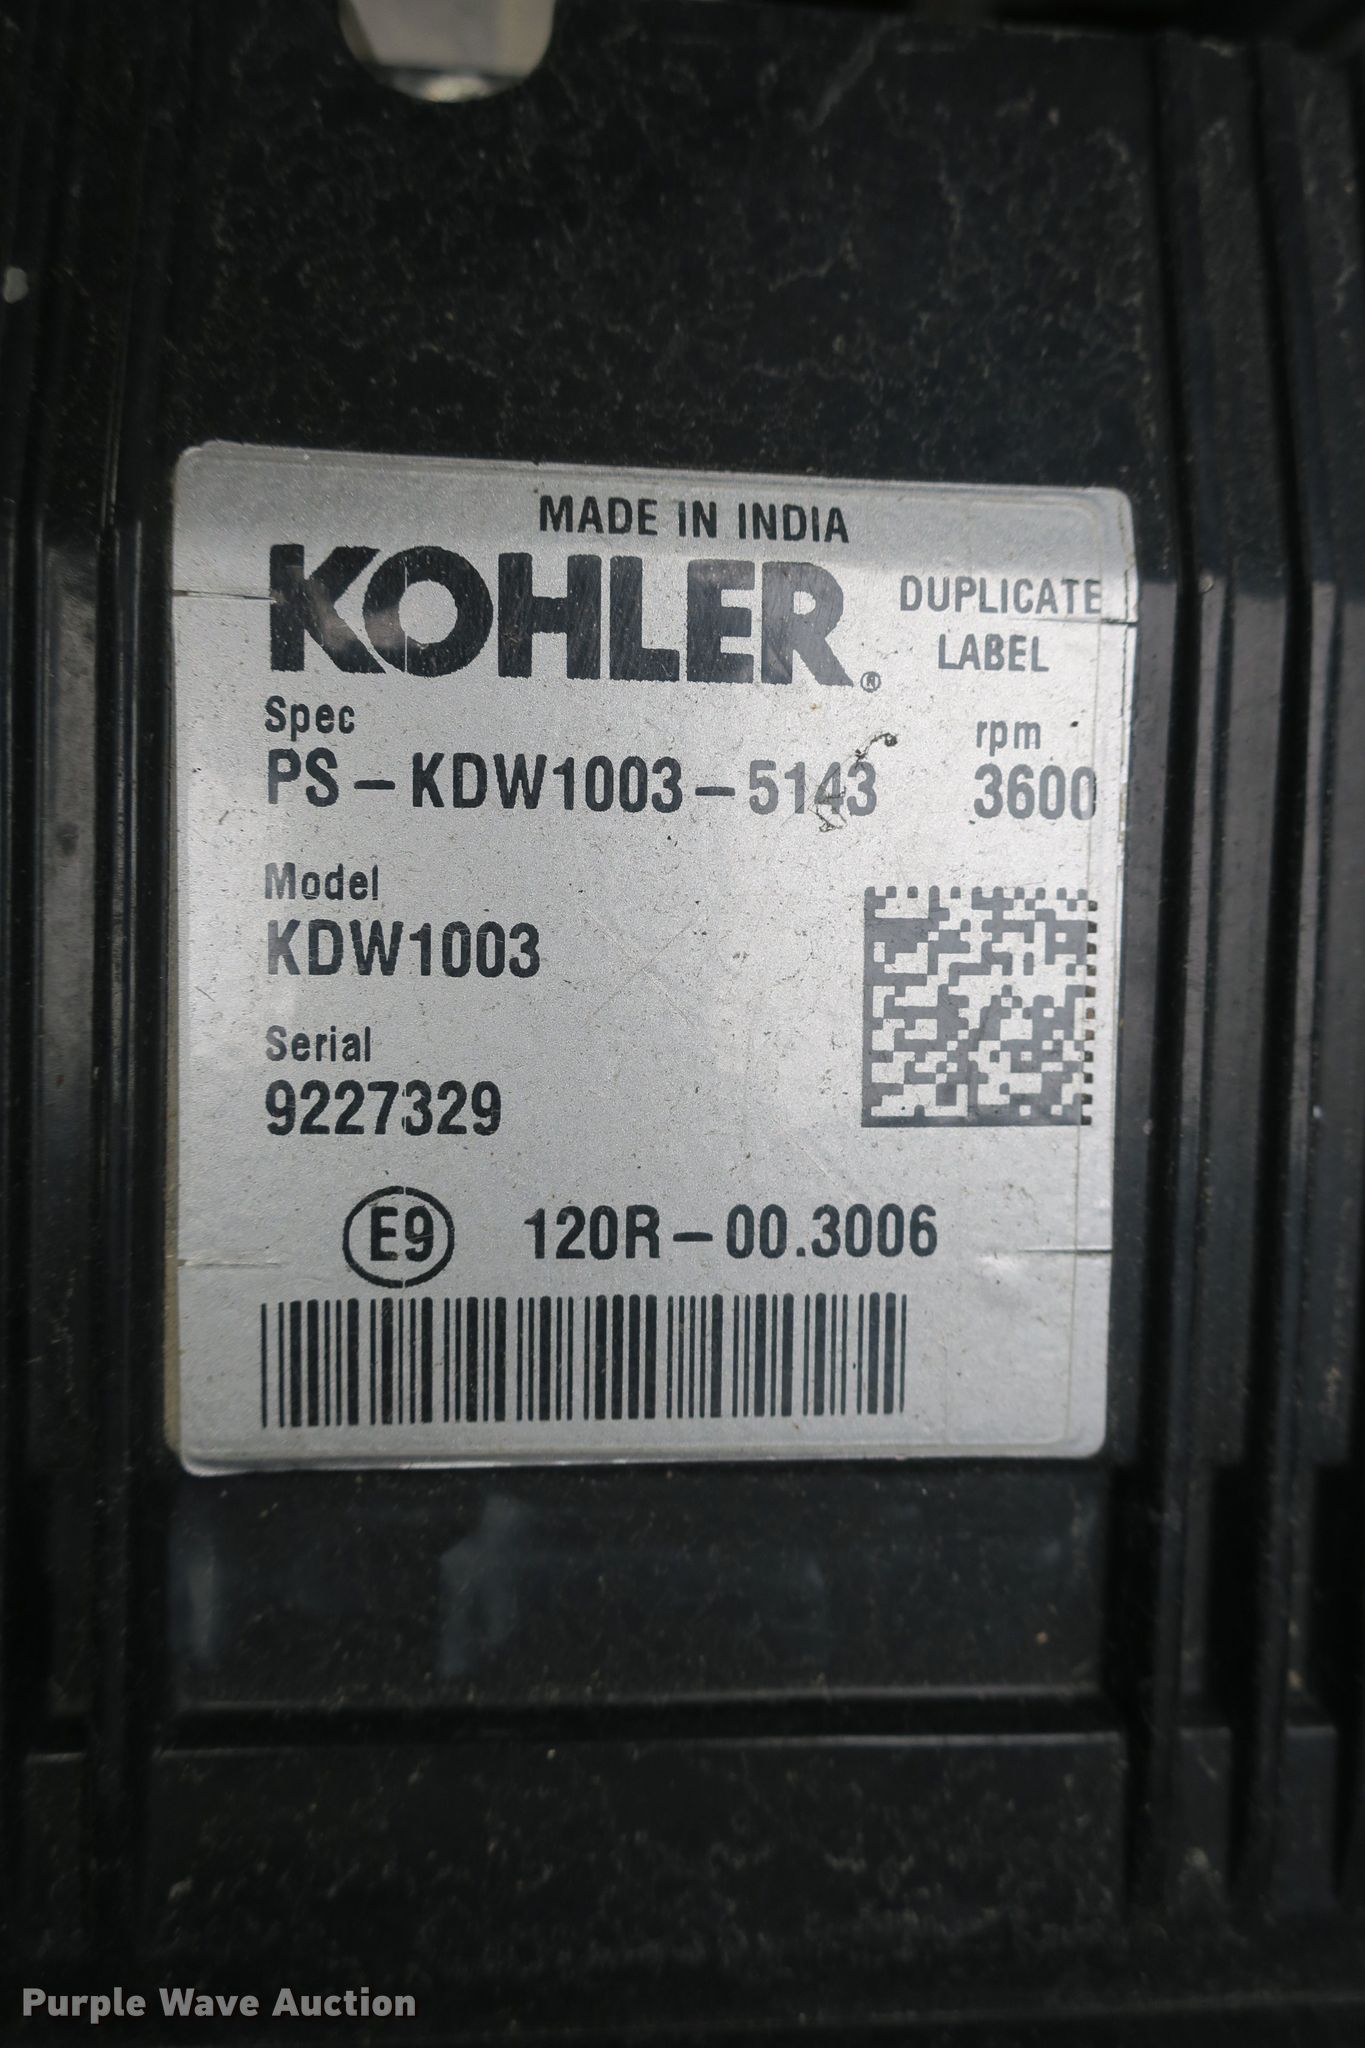 MADE IN INDIA
KOHLER®
DUPLICATE
LABEL
Spec
rpm
PS-KDW1003-5143
3600
Model
KDW1003
Serial
9227329
E9
120R-00.3006
Purple Wave Auction